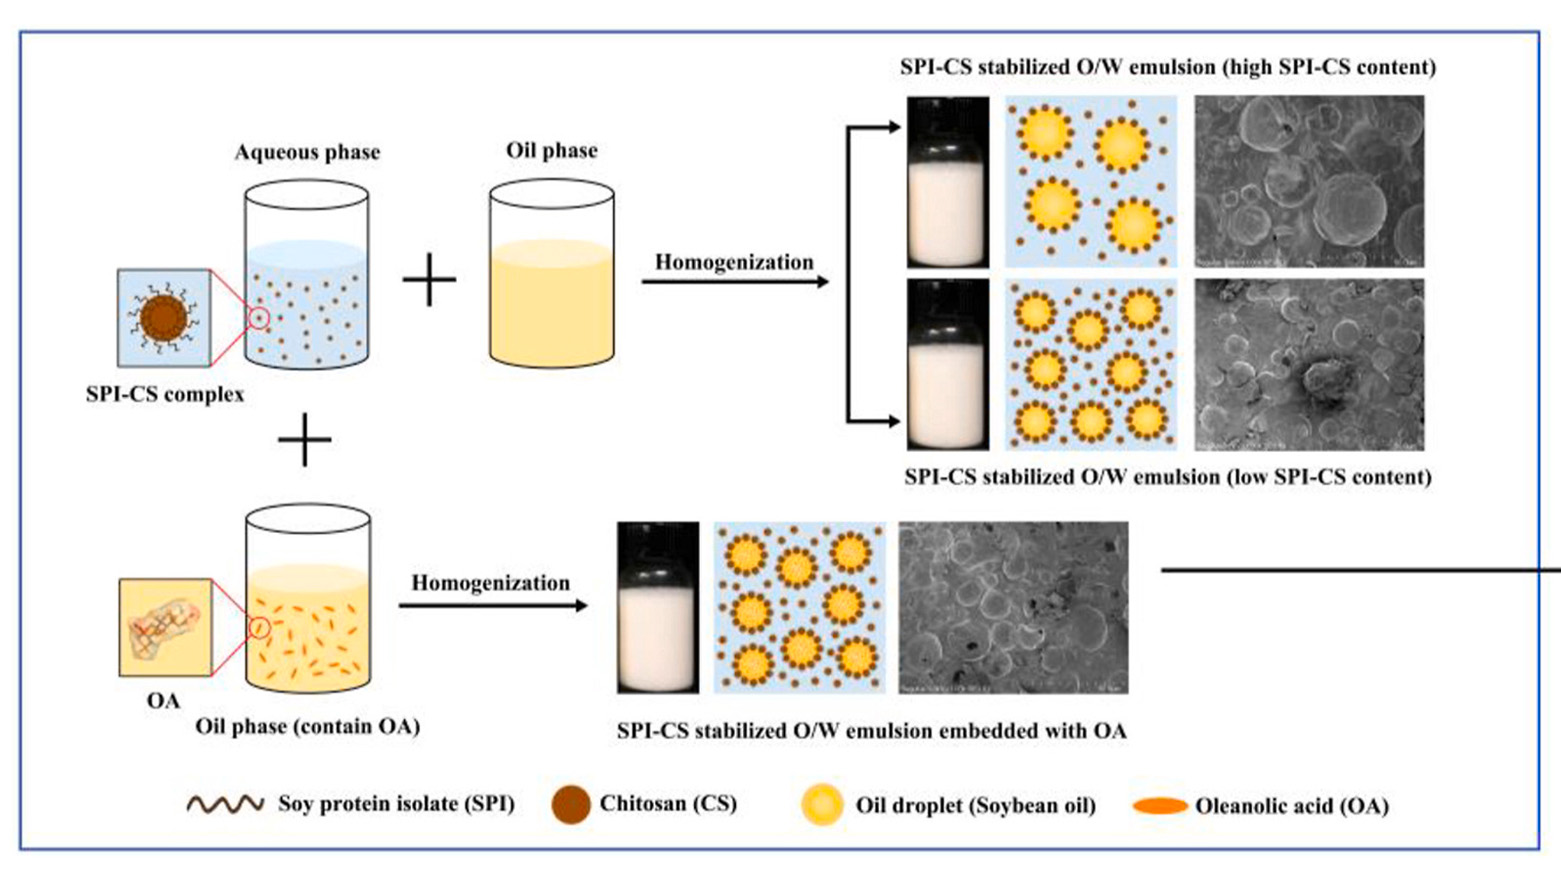 SPI-CS stabilized O/W emulsion (high SPI-CS content)
Aqueous phase
Oil phase
Homogenization
SPI-CS complex
SPI-CS stabilized O/W emulsion (low SPI-CS content)
Homogenization
OA
Oil phase (contain OA)
SPI-CS stabilized O/W emulsion embedded with OA
Soy protein isolate (SPI)
Chitosan (CS)
Oil droplet (Soybean oil)
Oleanolic acid (OA)